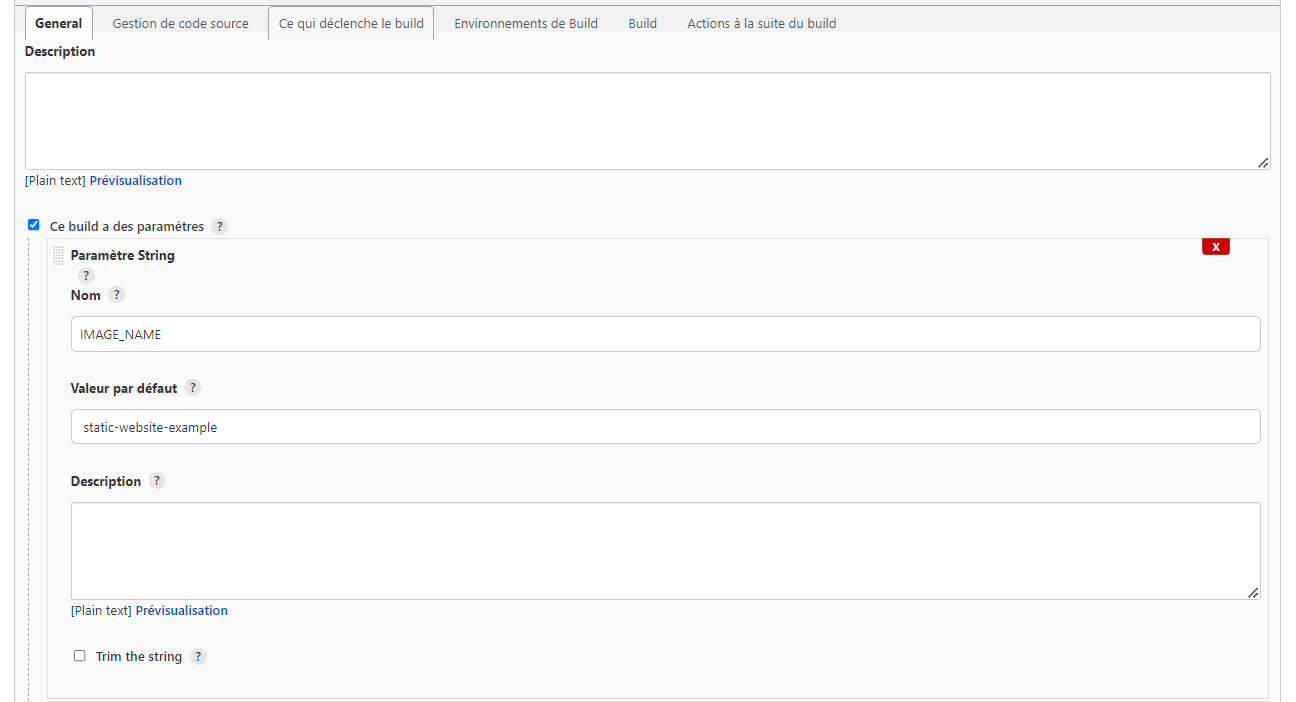 General Gestion de code source Ce qui déclenche le build Environnements de Build Build Actions à la suite du build
Description
[Plain text] Prévisualisation
Ce build a des paramètres ?
x
Paramètre String
?
Nom ?
IMAGE_NAME
Valeur par défaut ?
static-website-example
Description ?
[Plain text] Prévisualisation
Trim the string ?